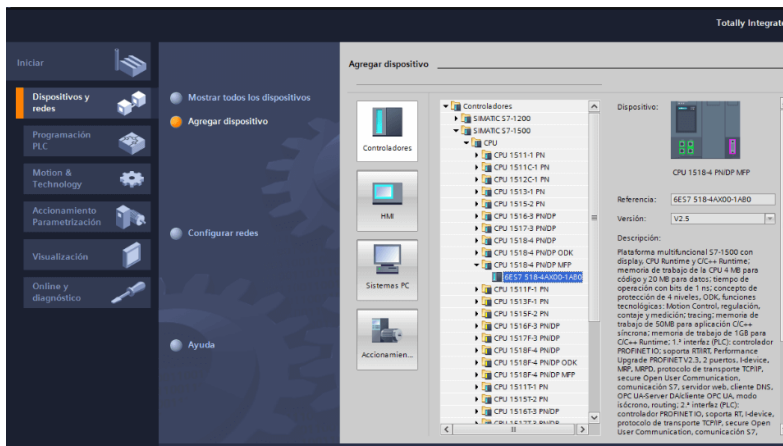 Totally Integrat
Iniciar
Dispositivos y
redes
Programación
PLC
Motion &
Technology
Accionamiento
Parametrización
Visualización
Online y
diagnóstico
Mostrar todos los dispositivos
Agregar dispositivo
Configurar redes
Ayuda
Agregar dispositivo
Controladores
HMI
Sistemas PC
Accionamien...
Controladores
SIMATIC S7-1200
SIMATIC S7-1500
CPU
CPU 1511-1 PN
CPU 1511C-1 PN
CPU 1512C-1 PN
CPU 1513-1 PN
CPU 1515-2 PN
CPU 1516-3 PN/DP
CPU 1517-3 PN/DP
CPU 1518-4 PN/DP
CPU 1518-4 PN/DP ODK
CPU 1518-4 PN/DP MFP
6ES7 518-4AX00-1AB0
CPU 1511F-1 PN
CPU 1513F-1 PN
CPU 1515F-2 PN
CPU 1516F-3 PN/DP
CPU 1517F-3 PN/DP
CPU 1518F-4 PN/DP
CPU 1518F-4 PN/DP ODK
CPU 1518F-4 PN/DP MFP
CPU 1511T-1 PN
CPU 1515T-2 PN
CPU 1516T-3 PN/DP
CPU 1517T-3 PN/DP
Dispositivo:
CPU 1518-4 PN/DP MFP
Referencia:
6ES7 518-4AX00-1AB0
Versión:
V2.5
Descripción:
Plataforma multifuncional S7-1500 con
display, CPU Runtime y C/C++ Runtime;
memoria de trabajo de la CPU 4 MB para
código y 20 MB para datos; tiempo de
operación con bits de 1 ns; concepto de
protección de 4 niveles, ODK, funciones
tecnológicas: Motion Control, regulación,
contaje y medición; tracing; memoria de
trabajo de 50MB para aplicación C/C++
síncrona; memoria de trabajo de 1GB para
C/C++ Runtime; 1.ª interfaz (PLC): controlador
PROFINET IO; soporta RT/IRT, Performance
Upgrade PROFINET V2.3, 2 puertos, I-device,
MRP, MRPD, protocolo de transporte TCP/IP,
secure Open User Communication,
comunicación S7, servidor web, cliente DNS,
OPC UA-Server DA/cliente OPC UA, modo
isócrono, routing; 2.ª interfaz (PLC):
controlador PROFINET IO, soporta RT, I-device,
protocolo de transporte TCP/IP, secure Open
User Communication, comunicación S7,